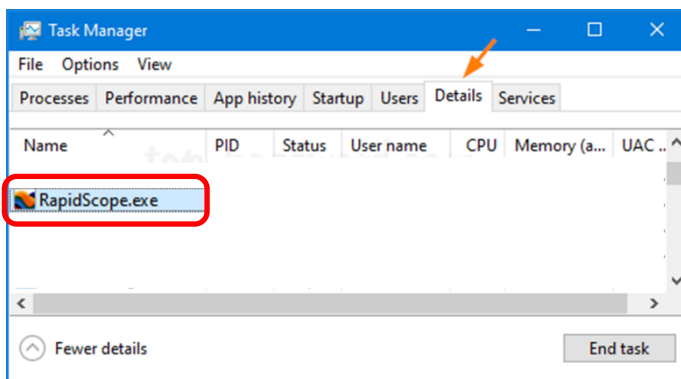 Task Manager
File Options View
Processes Performance App history Startup Users Details Services
Name PID Status User name CPU Memory (a... UAC ..
RapidScope.exe
Fewer details End task